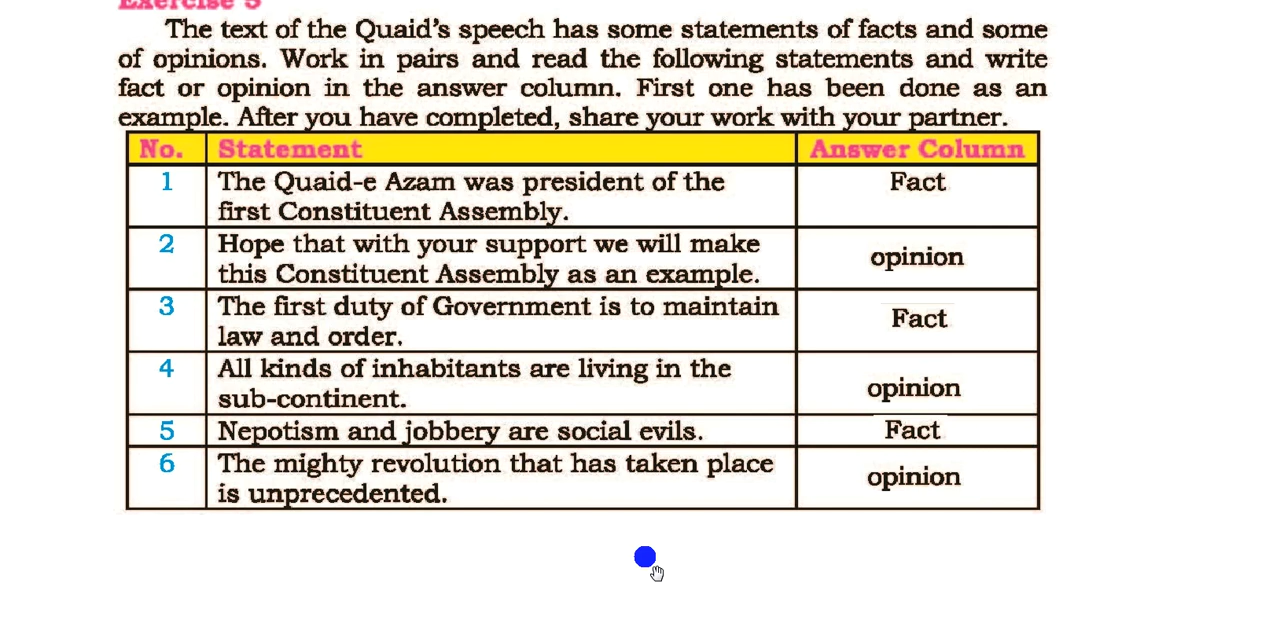 Exercise 5
The text of the Quaid's speech has some statements of facts and some
of opinions. Work in pairs and read the following statements and write
fact or opinion in the answer column. First one has been done as an
example. After you have completed, share your work with your partner.
No. Statement Answer Column
1 The Quaid-e Azam was president of the Fact
first Constituent Assembly.
2 Hope that with your support we will make
this Constituent Assembly as an example. opinion
3 The first duty of Government is to maintain Fact
law and order.
4 All kinds of inhabitants are living in the
sub-continent. opinion
5 Nepotism and jobbery are social evils. Fact
6 The mighty revolution that has taken place opinion
is unprecedented.